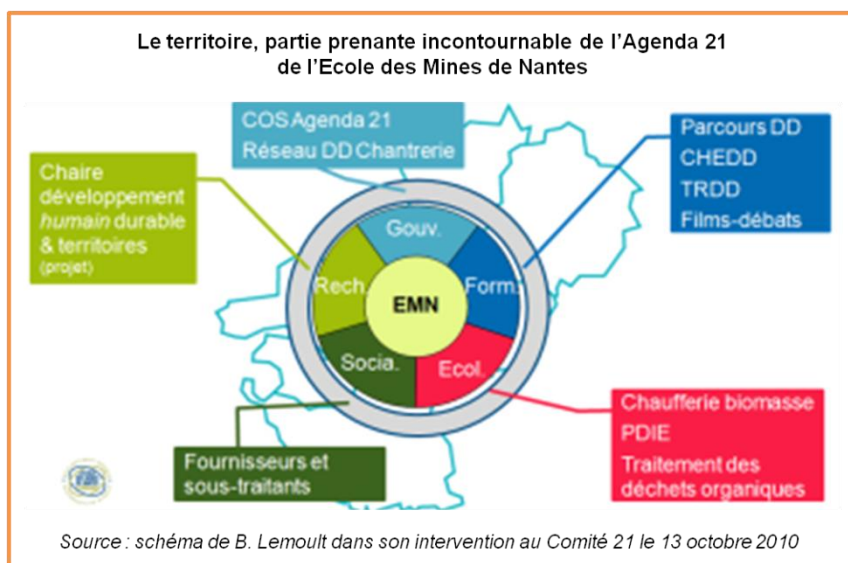 Le territoire, partie prenante incontournable de l'Agenda 21
de l'Ecole des Mines de Nantes
COS Agenda 21
Réseau DD Chantrerie
Parcours DD
CHEDD
TRDD
Films-débats
Chaire
développement
humain durable
& territoires
(projet)
Gouv.
Rech.
EMN
Form.
Socia.
Ecol.
Fournisseurs et
sous-traitants
Chaufferie biomasse
PDIE
Traitement des
déchets organiques
Source : schéma de B. Lemoult dans son intervention au Comité 21 le 13 octobre 2010